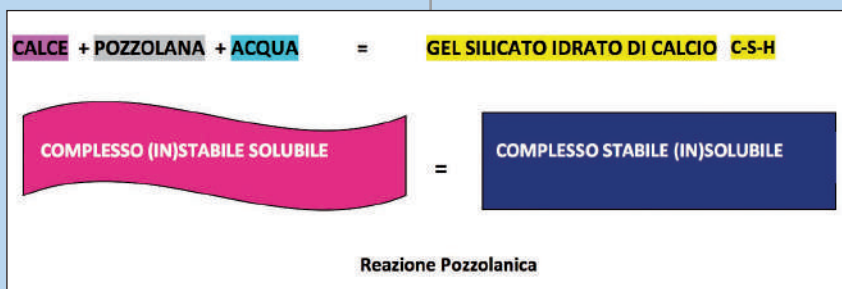 CALCE + POZZOLANA + ACQUA = GEL SILICATO IDRATO DI CALCIO C-S-H
COMPLESSO (IN)STABILE SOLUBILE = COMPLESSO STABILE (IN)SOLUBILE
Reazione Pozzolanica